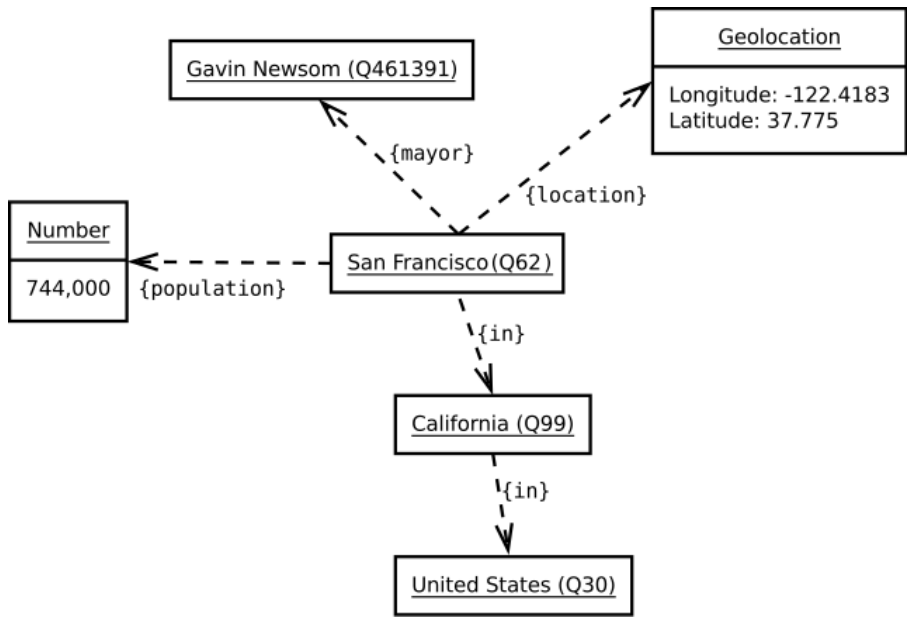 Gavin Newsom (Q461391)
Geolocation
Longitude: -122.4183
Latitude: 37.775
{mayor}
{location}
Number
744,000
{population}
San Francisco(Q62)
{in}
California (Q99)
{in}
United States (Q30)